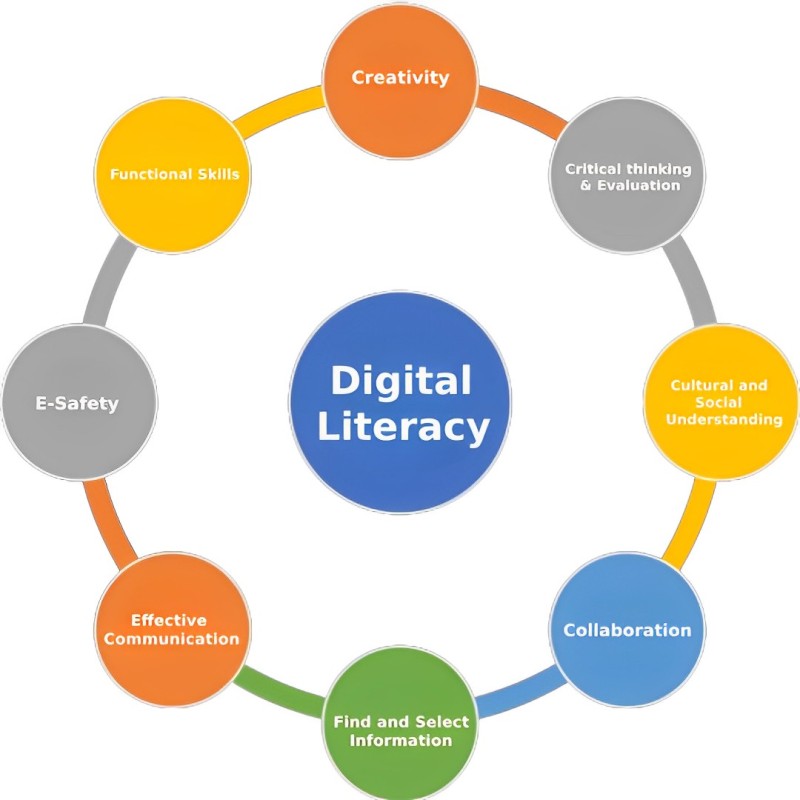 Creativity
Critical thinking
& Evaluation
Functional Skills
Digital
Literacy
Cultural and
Social
Understanding
E-Safety
Effective
Communication
Collaboration
Find and Select
Information